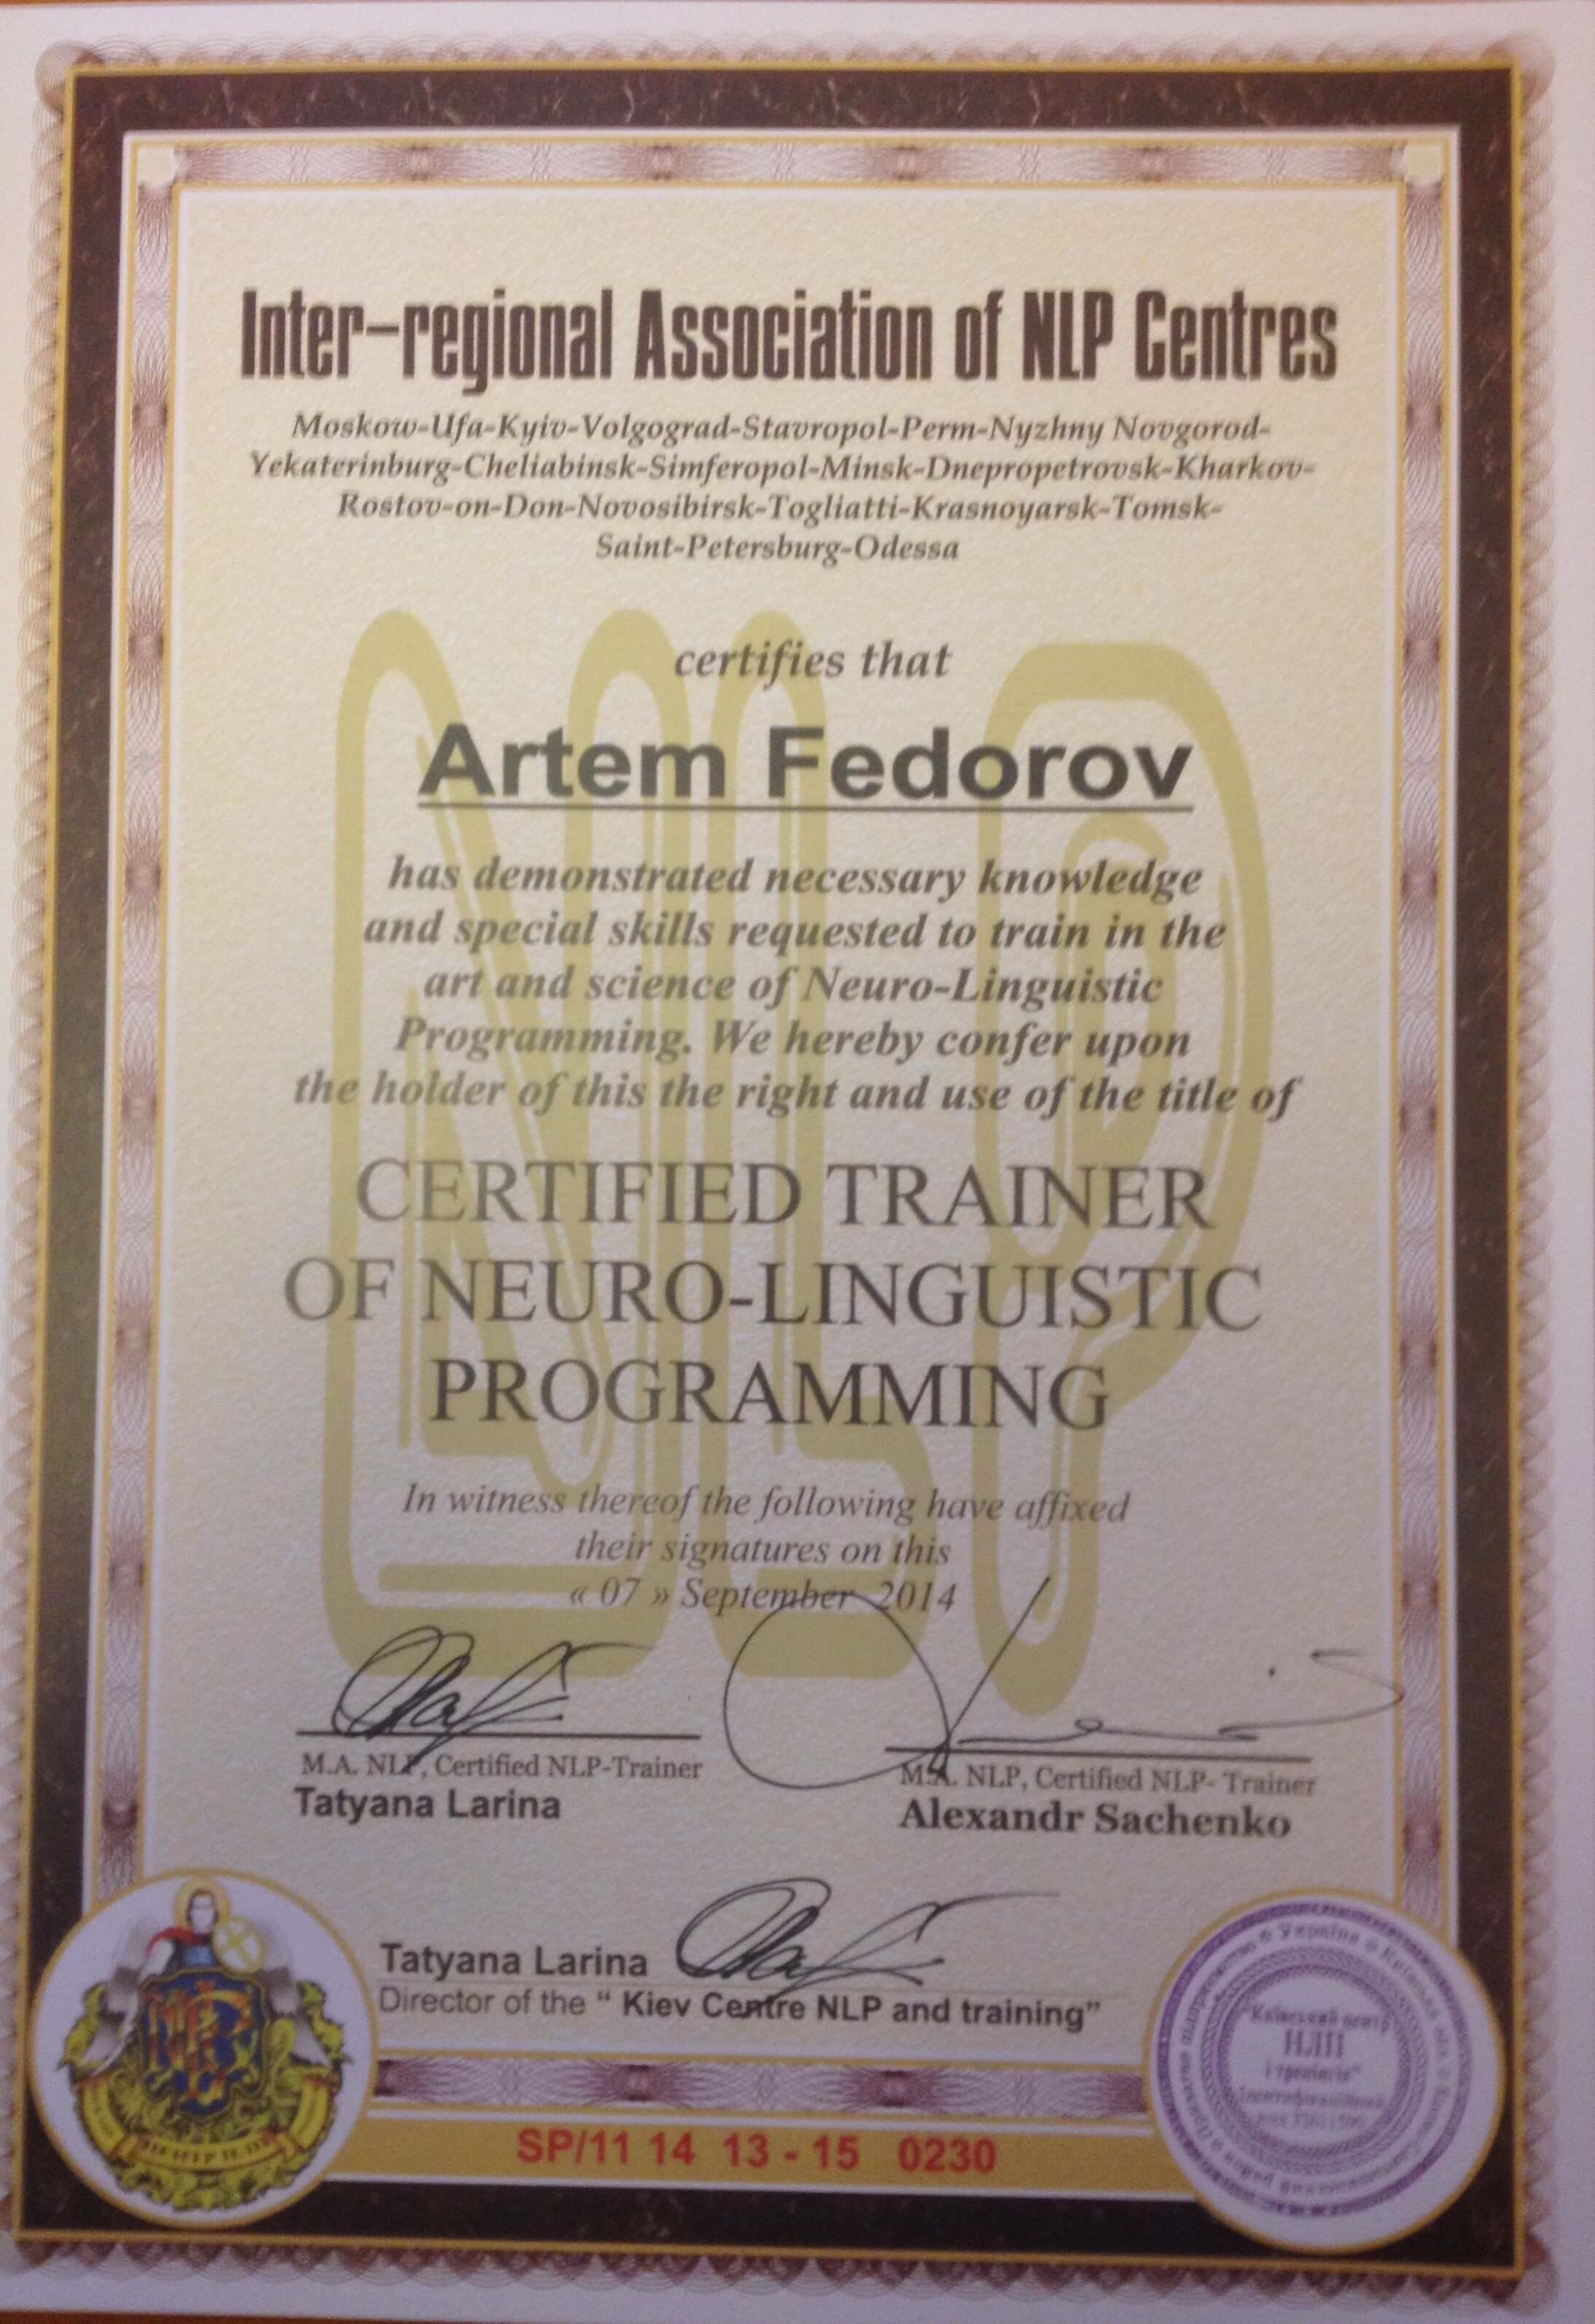 Inter-regional Association of NLP Centres
Moskow-Ufa-Kyiv-Volgograd-Stavropol-Perm-Nyzhny Novgorod-
Yekaterinburg-Cheliabinsk-Simferopol-Minsk-Dnepropetrovsk-Kharkov-
Rostov-on-Don-Novosibirsk-Togliatti-Krasnoyarsk-Tomsk-
Saint-Petersburg-Odessa
certifies that
Artem Fedorov
has demonstrated necessary knowledge
and special skills requested to train in the
art and science of Neuro-Linguistic
Programming. We hereby confer upon
the holder of this the right and use of the title of
CERTIFIED TRAINER
OF NEURO-LINGUISTIC
PROGRAMMING
In witness thereof the following have affixed
their signatures on this
« 07 » September 2014
M.A. NLP, Certified NLP-Trainer
Tatyana Larina
M.A. NLP, Certified NLP- Trainer
Alexandr Sachenko
Tatyana Larina
Director of the “ Kiev Centre NLP and training”
SP/11 14 13 - 15 0230
Україна
"Київський центр
НЛП
і тренінгів"